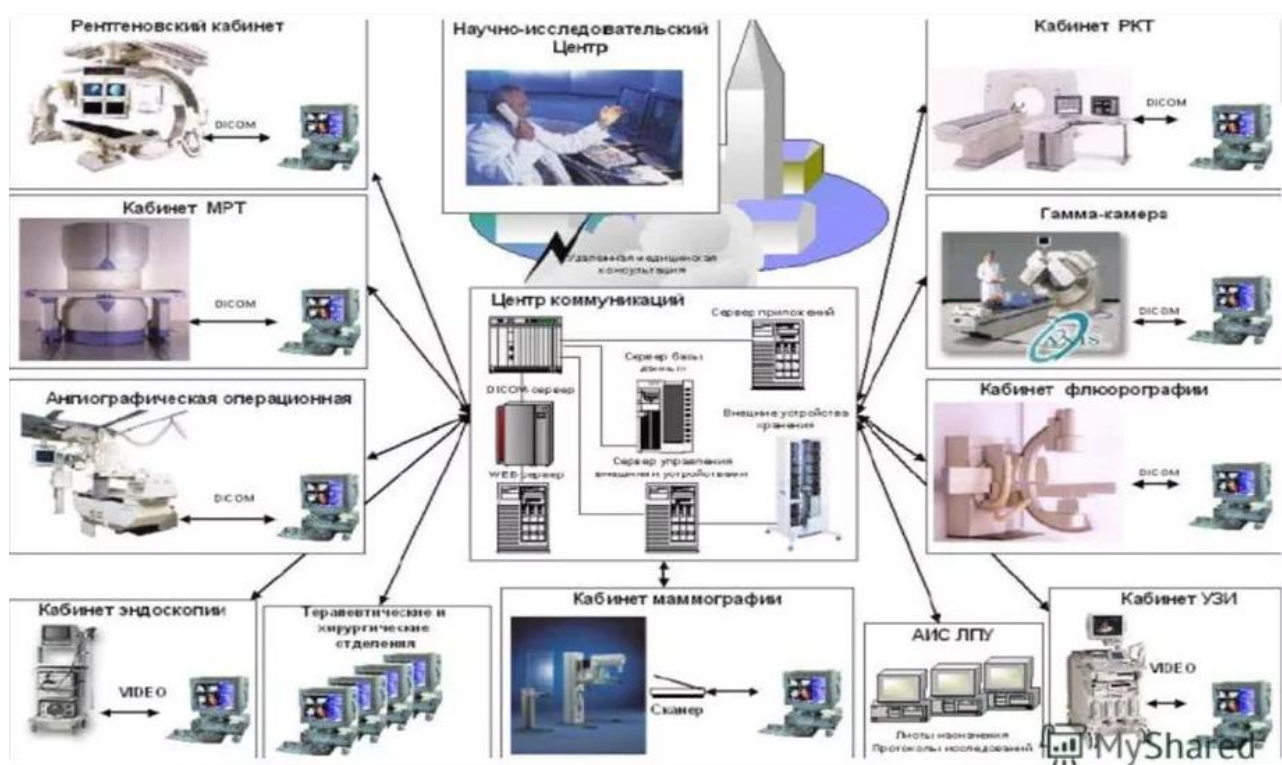 Рентгеновский кабинет
DICOM
Научно-исследовательский
Центр
Кабинет РКТ
DICOM
Кабинет МРТ
DICOM
Удаленная медицинская
консультация
Гамма-камера
DICOM
Центр коммуникаций
Сервер приложений
DICOM-сервер
Сервер базы
данных
WEB сервер
Сервер управления
внешними устройствами
Внешние устройства
хранения
Ангиографическая операционная
DICOM
Кабинет флюорографии
DICOM
Кабинет эндоскопии
VIDEO
Терапевтические и
хирургические
отделения
Кабинет маммографии
Сканер
АИС ЛПУ
Листы назначения
Протоколы исследований
Кабинет УЗИ
VIDEO
MyShared